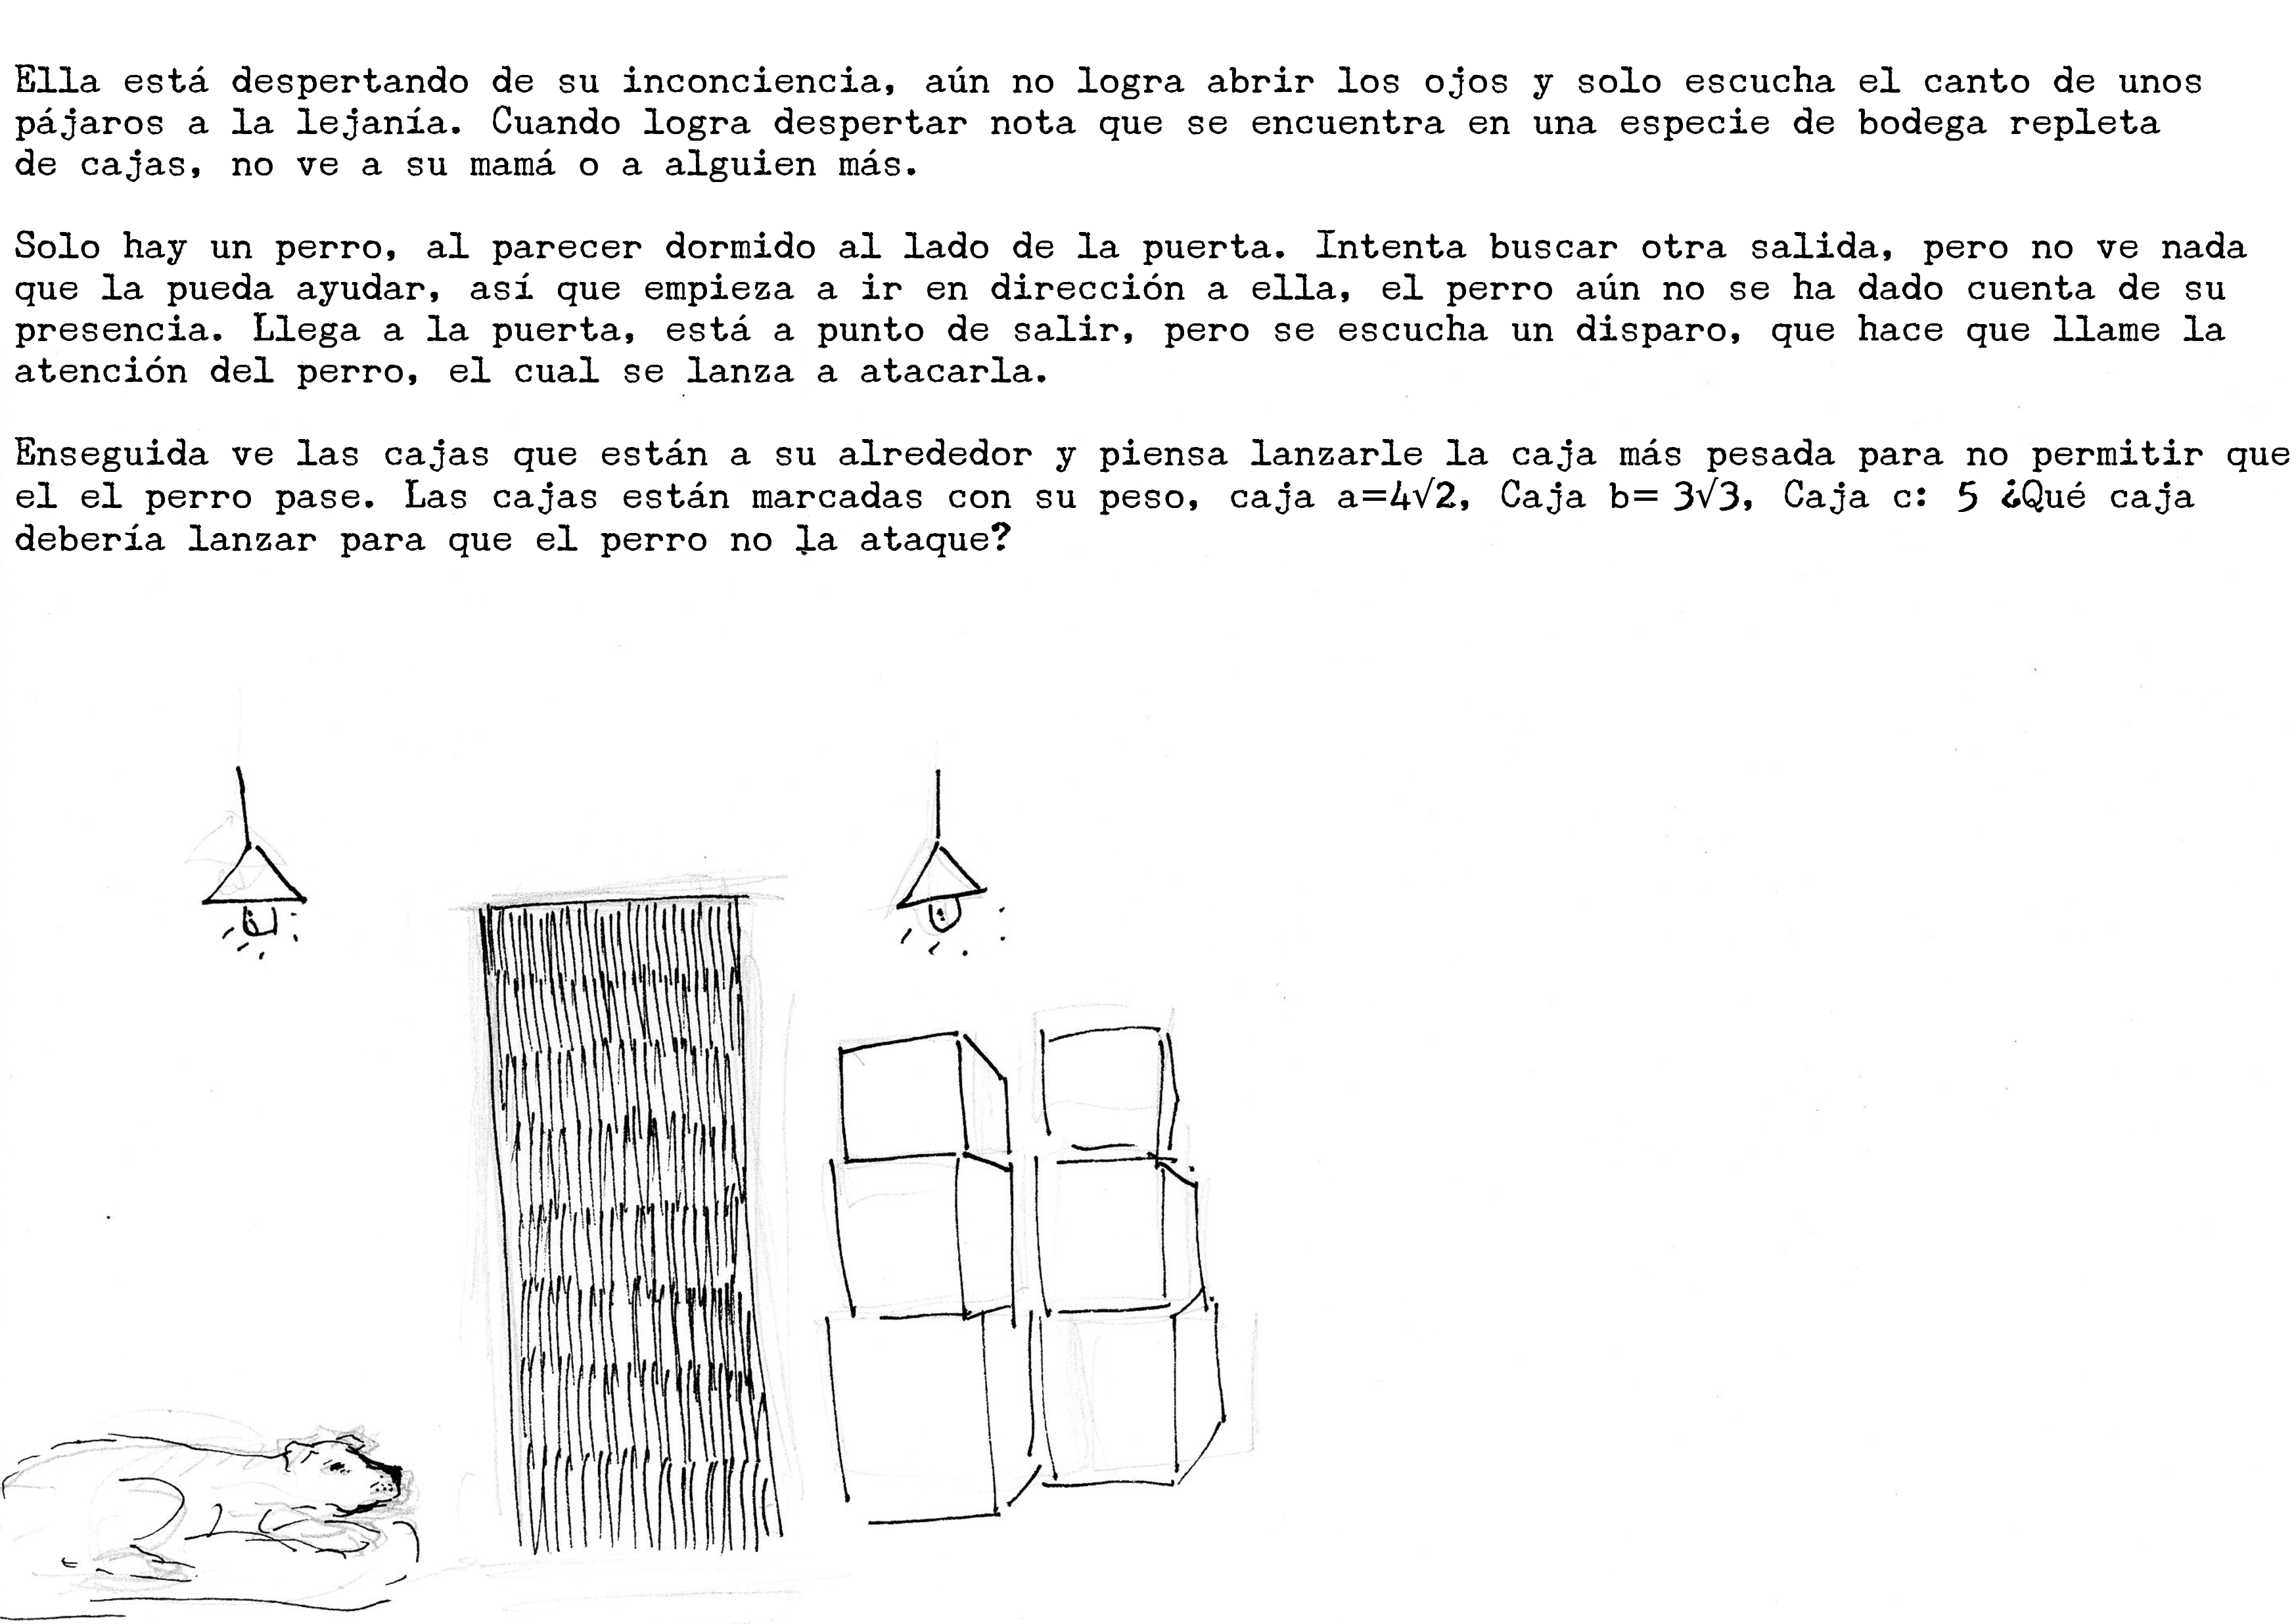 Ella está despertando de su inconciencia, aún no logra abrir los ojos y solo escucha el canto de unos
pájaros a la lejanía. Cuando logra despertar nota que se encuentra en una especie de bodega repleta
de cajas, no ve a su mamá o a alguien más.
Solo hay un perro, al parecer dormido al lado de la puerta. Intenta buscar otra salida, pero no ve nada
que la pueda ayudar, así que empieza a ir en dirección a ella, el perro aún no se ha dado cuenta de su
presencia. Llega a la puerta, está a punto de salir, pero se escucha un disparo, que hace que llame la
atención del perro, el cual se lanza a atacarla.
Enseguida ve las cajas que están a su alrededor y piensa lanzarle la caja más pesada para no permitir que
el el perro pase. Las cajas están marcadas con su peso, caja a=4√2, Caja b= 3√3, Caja c: 5 ¿Qué caja
debería lanzar para que el perro no la ataque?